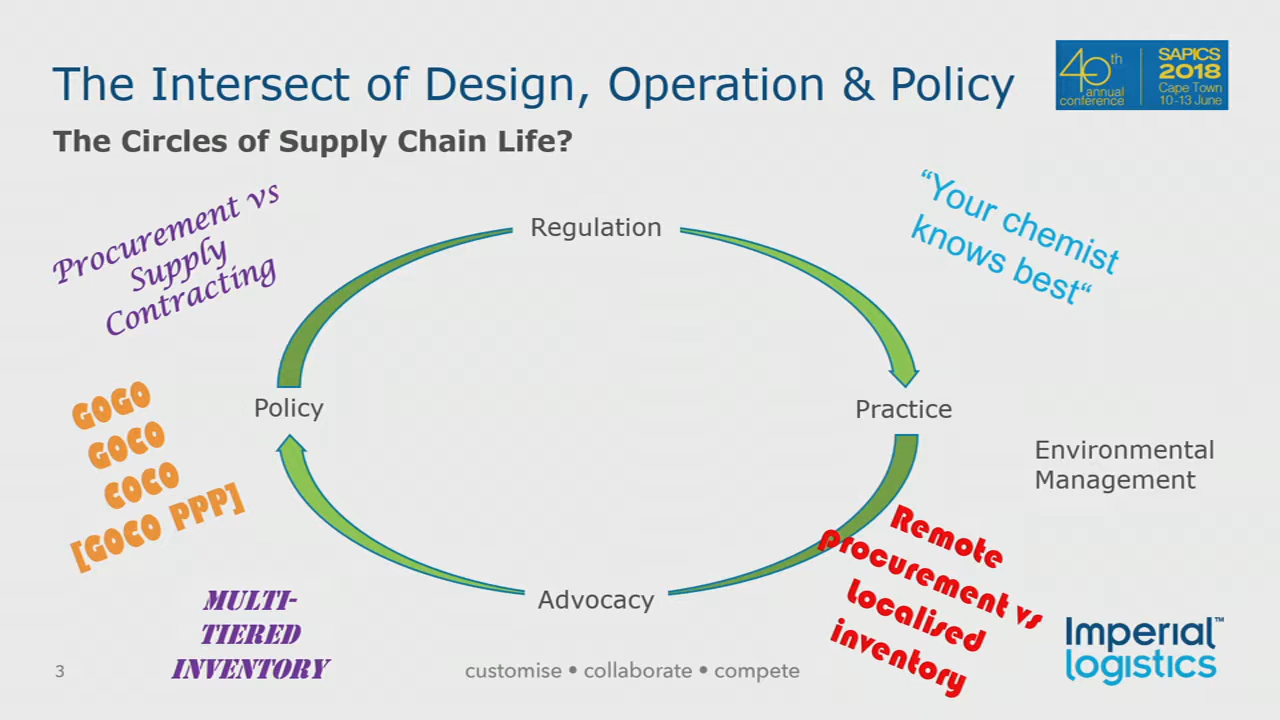 The Intersect of Design, Operation & Policy
40th
annual
conference
SAPICS
2018
Cape Town
10-13 June
The Circles of Supply Chain Life?
Procurement vs
Supply
Contracting
Regulation
"Your chemist
knows best"
GOGO
GOCO
COCO
[GOCO PPP]
Policy
Practice
Environmental
Management
Remote
procurement vs
Localised
inventory
Advocacy
MULTI-
TIERED
INVENTORY
Imperial™
logistics
3
customise • collaborate • compete